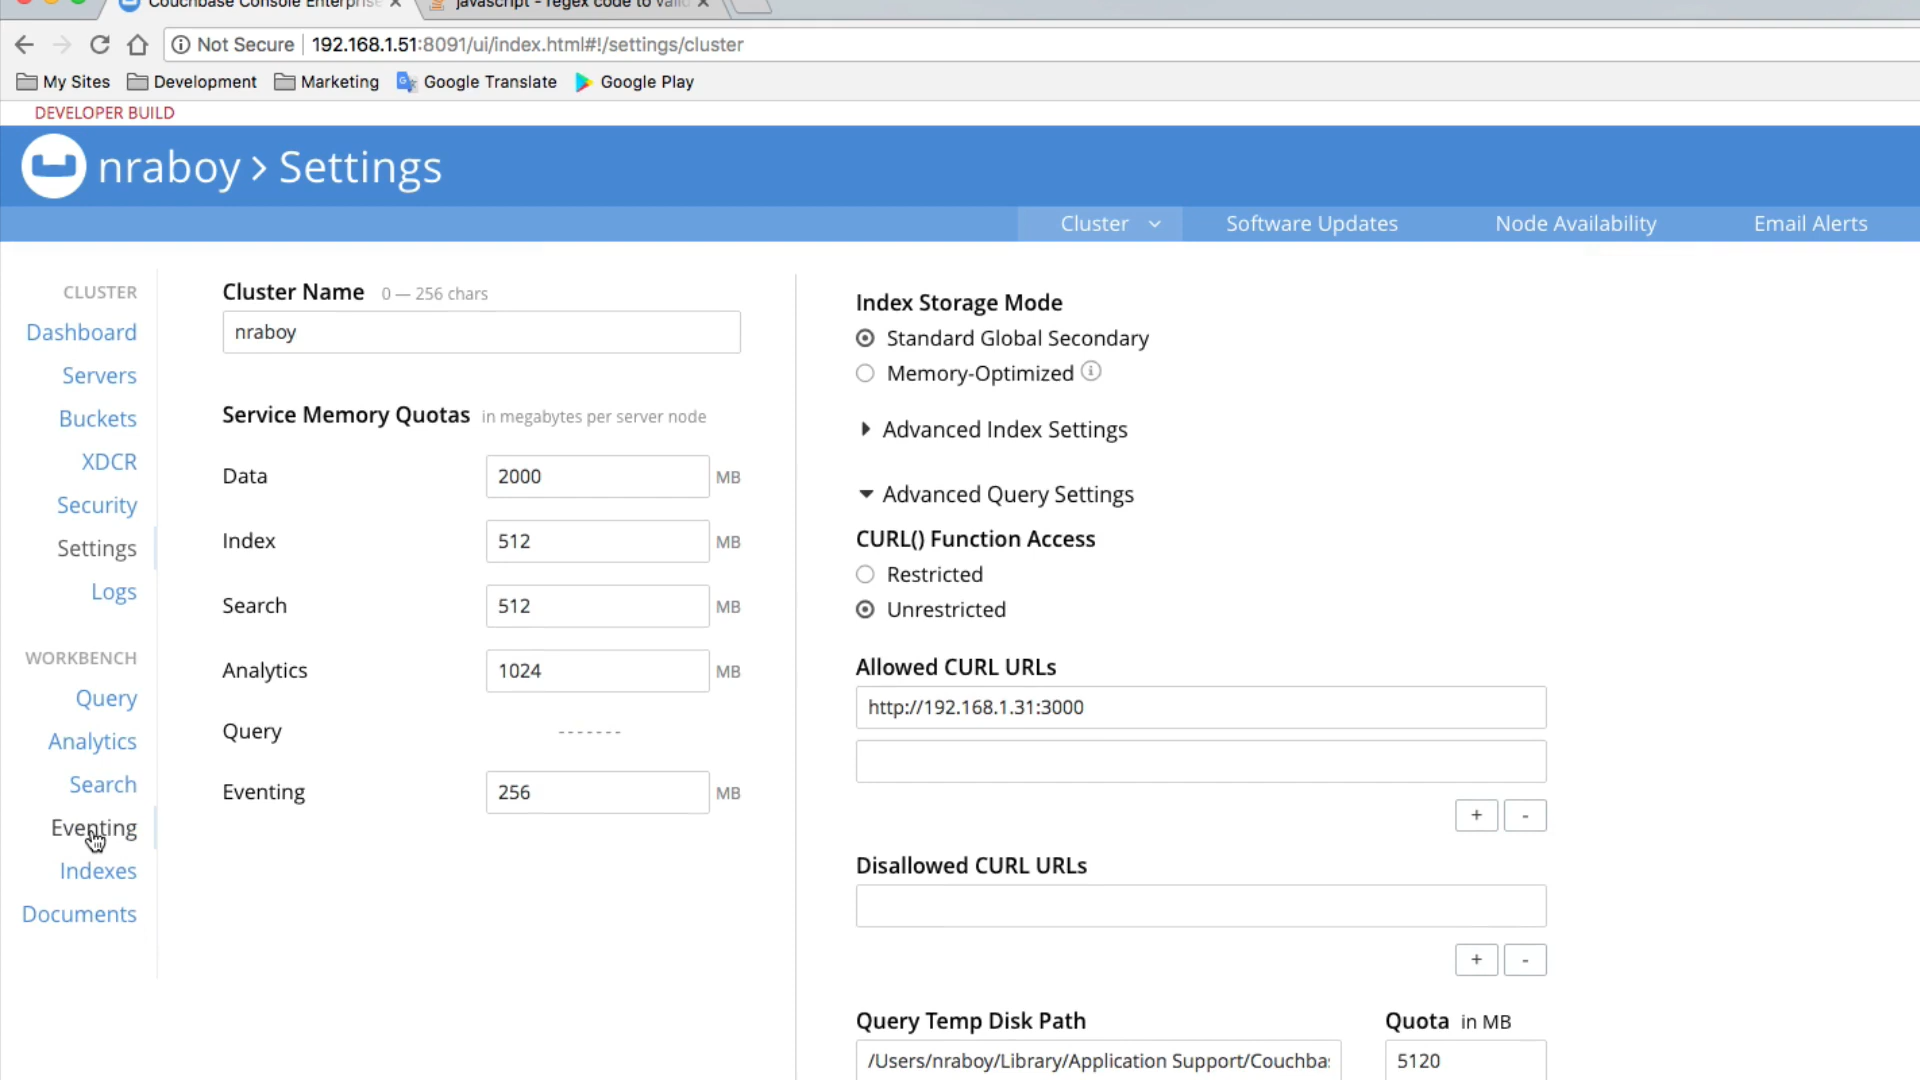 Couchbase Console Enterprise
javascript - regex code to valid
Not Secure 192.168.1.51:8091/ui/index.html#!/settings/cluster
My Sites Development Marketing Google Translate Google Play
DEVELOPER BUILD
nraboy > Settings
Cluster Software Updates Node Availability Email Alerts
CLUSTER
Dashboard
Servers
Buckets
XDCR
Security
Settings
Logs
WORKBENCH
Query
Analytics
Search
Eventing
Indexes
Documents
Cluster Name 0 — 256 chars
nraboy
Service Memory Quotas in megabytes per server node
Data 2000 MB
Index 512 MB
Search 512 MB
Analytics 1024 MB
Query -------
Eventing 256 MB
Index Storage Mode
Standard Global Secondary
Memory-Optimized
Advanced Index Settings
Advanced Query Settings
CURL() Function Access
Restricted
Unrestricted
Allowed CURL URLs
http://192.168.1.31:3000
+ -
Disallowed CURL URLs
+ -
Query Temp Disk Path Quota in MB
/Users/nraboy/Library/Application Support/Couchba 5120